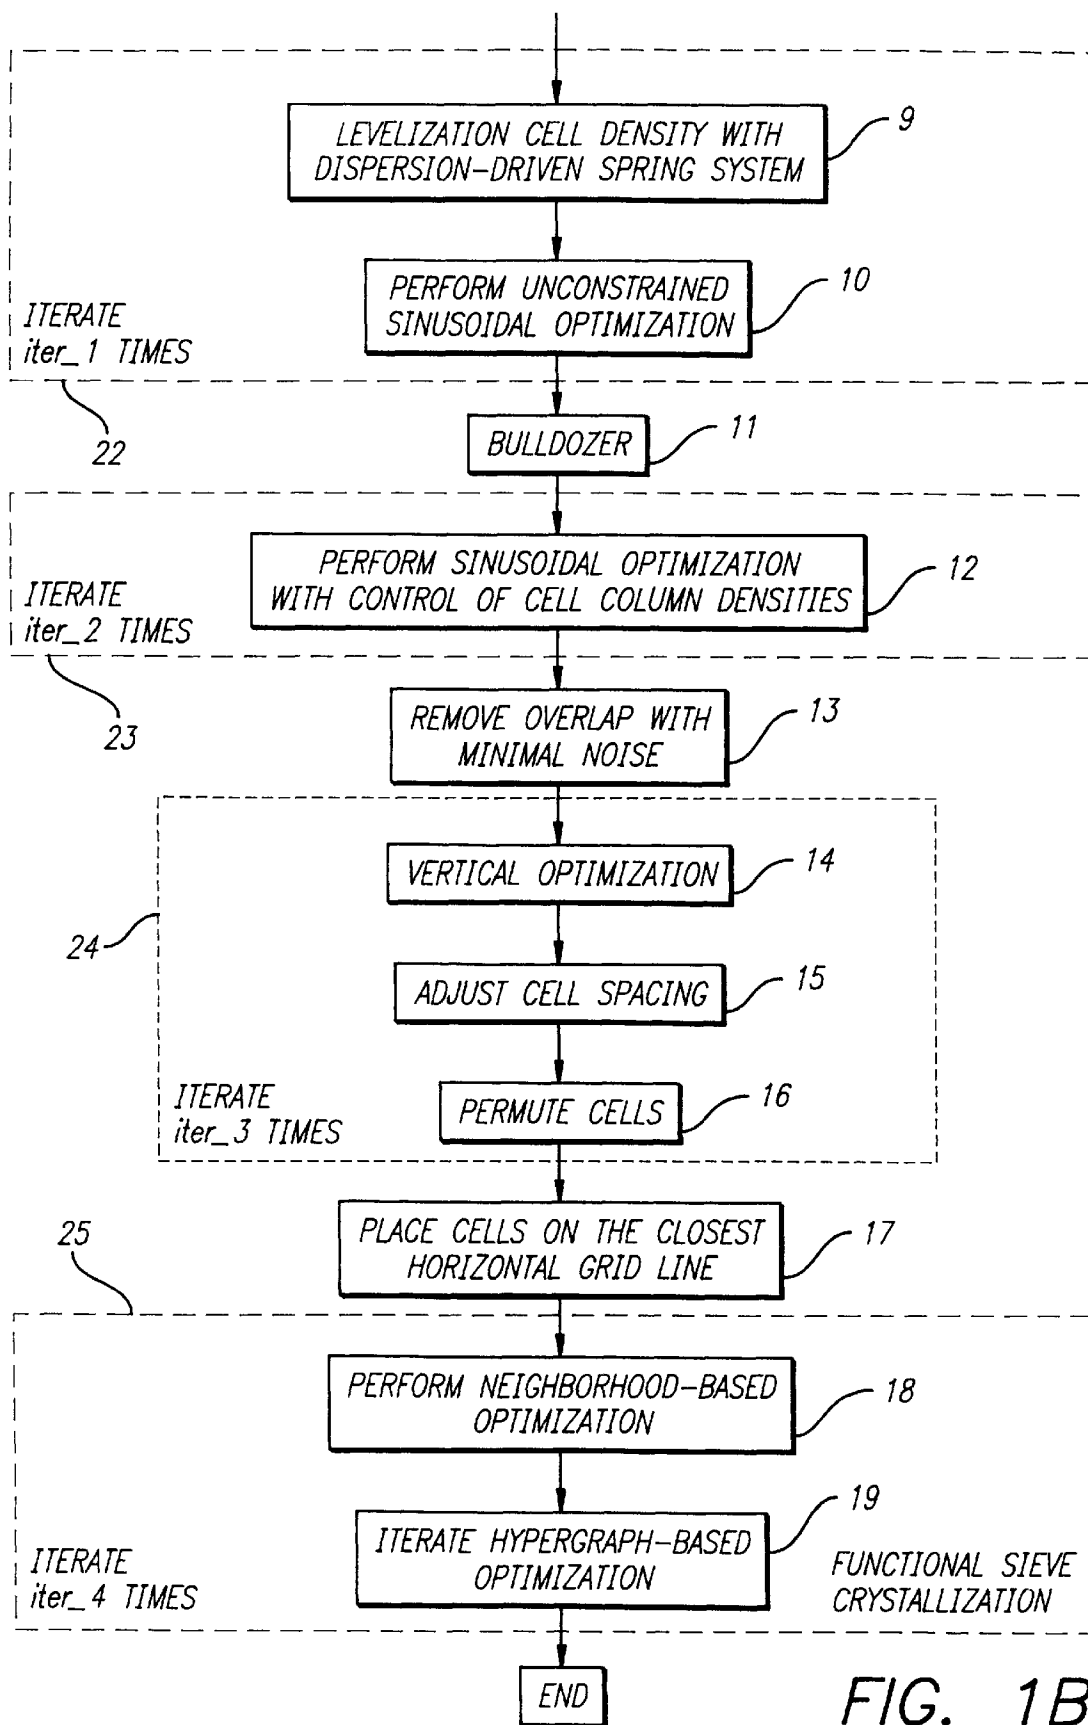 LEVELIZATION CELL DENSITY WITH
DISPERSION-DRIVEN SPRING SYSTEM
9
PERFORM UNCONSTRAINED
SINUSOIDAL OPTIMIZATION
10
ITERATE
iter_1 TIMES
22
BULLDOZER
11
PERFORM SINUSOIDAL OPTIMIZATION
WITH CONTROL OF CELL COLUMN DENSITIES
12
ITERATE
iter_2 TIMES
23
REMOVE OVERLAP WITH
MINIMAL NOISE
13
VERTICAL OPTIMIZATION
14
24
ADJUST CELL SPACING
15
ITERATE
iter_3 TIMES
PERMUTE CELLS
16
PLACE CELLS ON THE CLOSEST
HORIZONTAL GRID LINE
17
25
PERFORM NEIGHBORHOOD-BASED
OPTIMIZATION
18
ITERATE HYPERGRAPH-BASED
OPTIMIZATION
19
ITERATE
iter_4 TIMES
FUNCTIONAL SIEVE
CRYSTALLIZATION
END
FIG. 1B